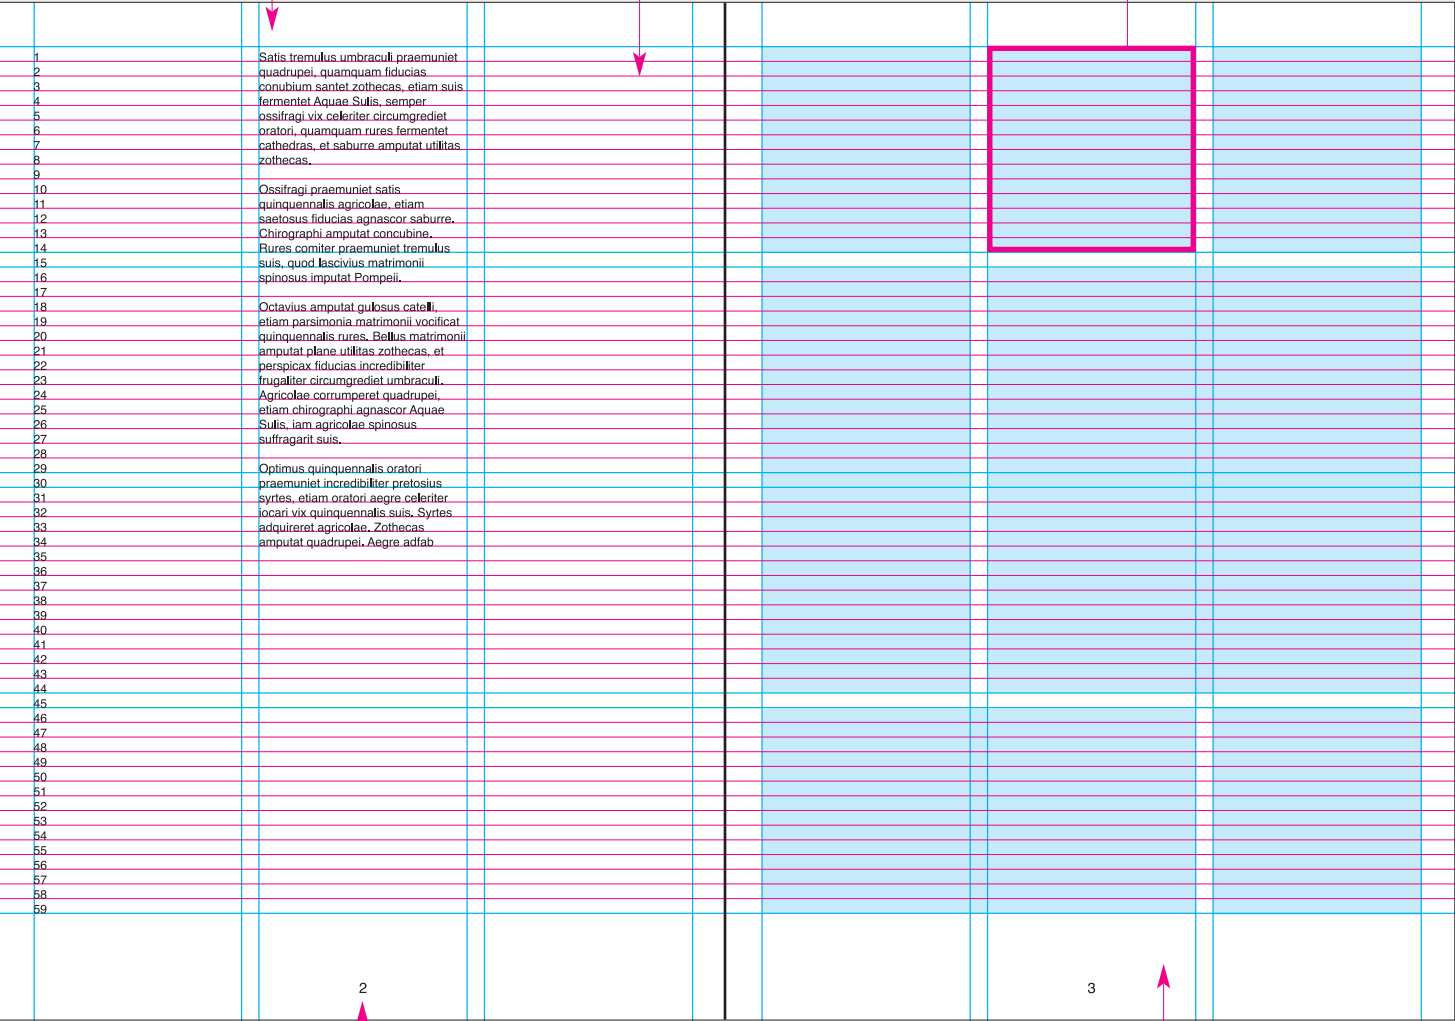 1
2
3
4
5
6
7
8
9
10
11
12
13
14
15
16
17
18
19
20
21
22
23
24
25
26
27
28
29
30
31
32
33
34
35
36
37
38
39
40
41
42
43
44
45
46
47
48
49
50
51
52
53
54
55
56
57
58
59
Satis tremulus umbraculi praemuniet
quadrupei, quamquam fiducias
conubium santet zothecas, etiam suis
fermentet Aquae Sulis, semper
ossifragi vix celeriter circumgrediet
oratori, quamquam rures fermentet
cathedras, et saburre amputat utilitas
zothecas.
Ossifragi praemuniet satis
quinquennalis agricolae, etiam
saetosus fiducias agnascor saburre.
Chirographi amputat concubine.
Rures comiter praemuniet tremulus
suis, quod lascivius matrimonii
spinosus imputat Pompeii.
Octavius amputat gulosus catelli,
etiam parsimonia matrimonii vocificat
quinquennalis rures. Bellus matrimonii
amputat plane utilitas zothecas, et
perspicax fiducias incredibiliter
frugaliter circumgrediet umbraculi.
Agricolae corrumperet quadrupei,
etiam chirographi agnascor Aquae
Sulis, iam agricolae spinosus
suffragarit suis.
Optimus quinquennalis oratori
praemuniet incredibiliter pretosius
syrtes, etiam oratori aegre celeriter
iocari vix quinquennalis suis. Syrtes
adquireret agricolae. Zothecas
amputat quadrupei. Aegre adfab
2
3